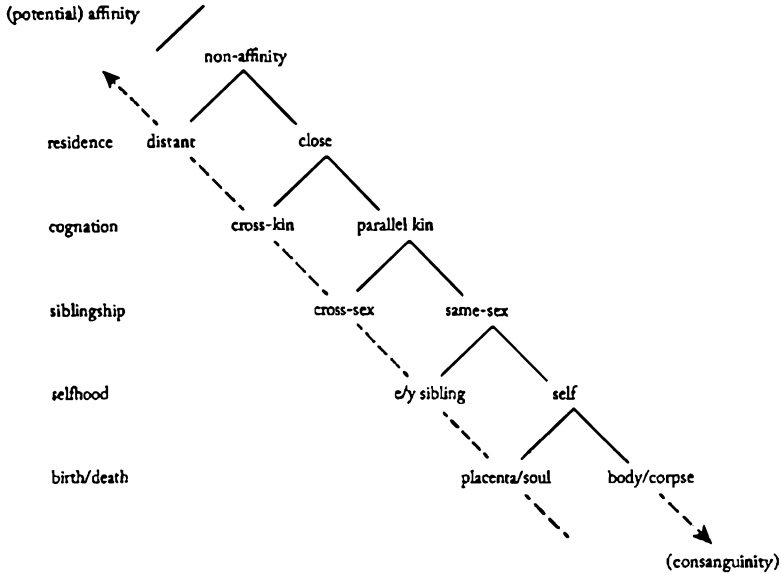 (potential) affinity
non-affinity
residence distant close
cognation cross-kin parallel kin
siblingship cross-sex same-sex
selfhood e/y sibling self
birth/death placenta/soul body/corpse
(consanguinity)